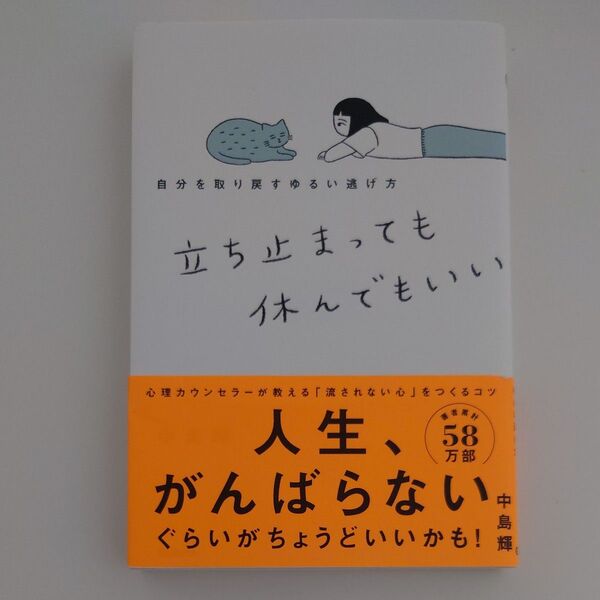 自分を取り戻すゆるい逃げ方
立ち止まっても
休んでもいい
心理カウンセラーが教える「流されない心」をつくるコツ
人生、
がんばらない
ぐらいがちょうどいいかも!
著者累計
58
万部
中島輝